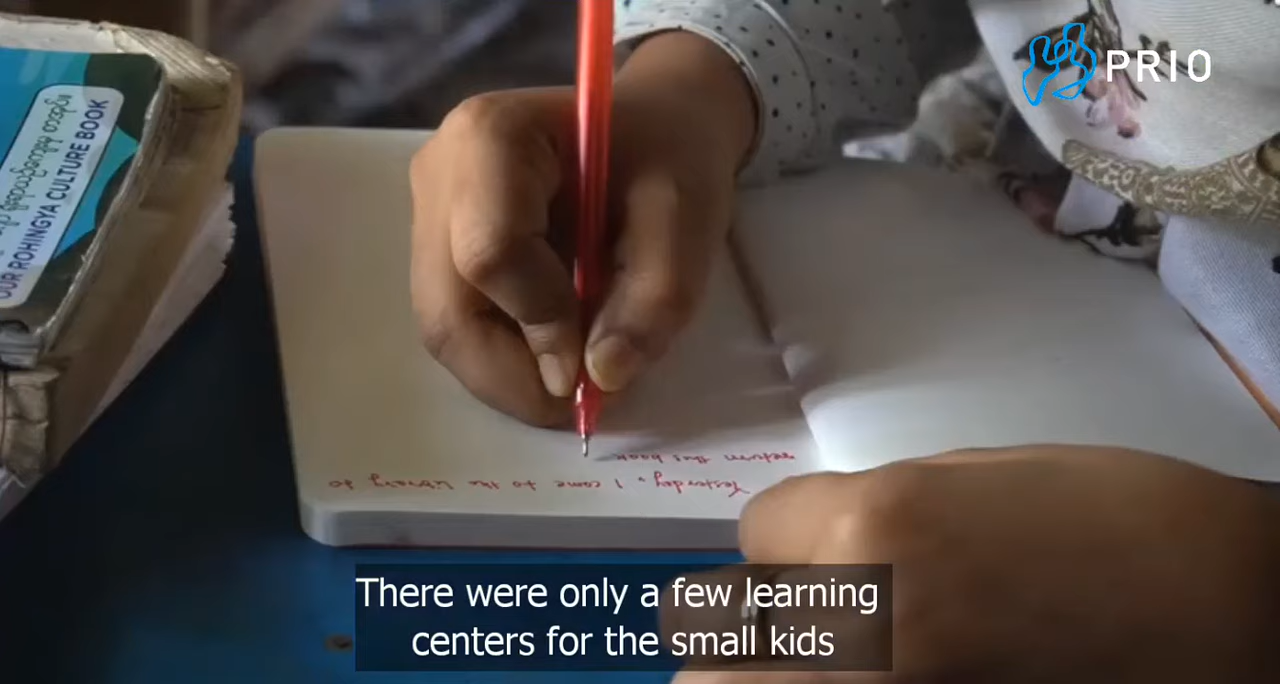 PRIO
OUR ROHINGYA CULTURE BOOK
Yesterday, I came to the Library to
return this book
There were only a few learning
centers for the small kids